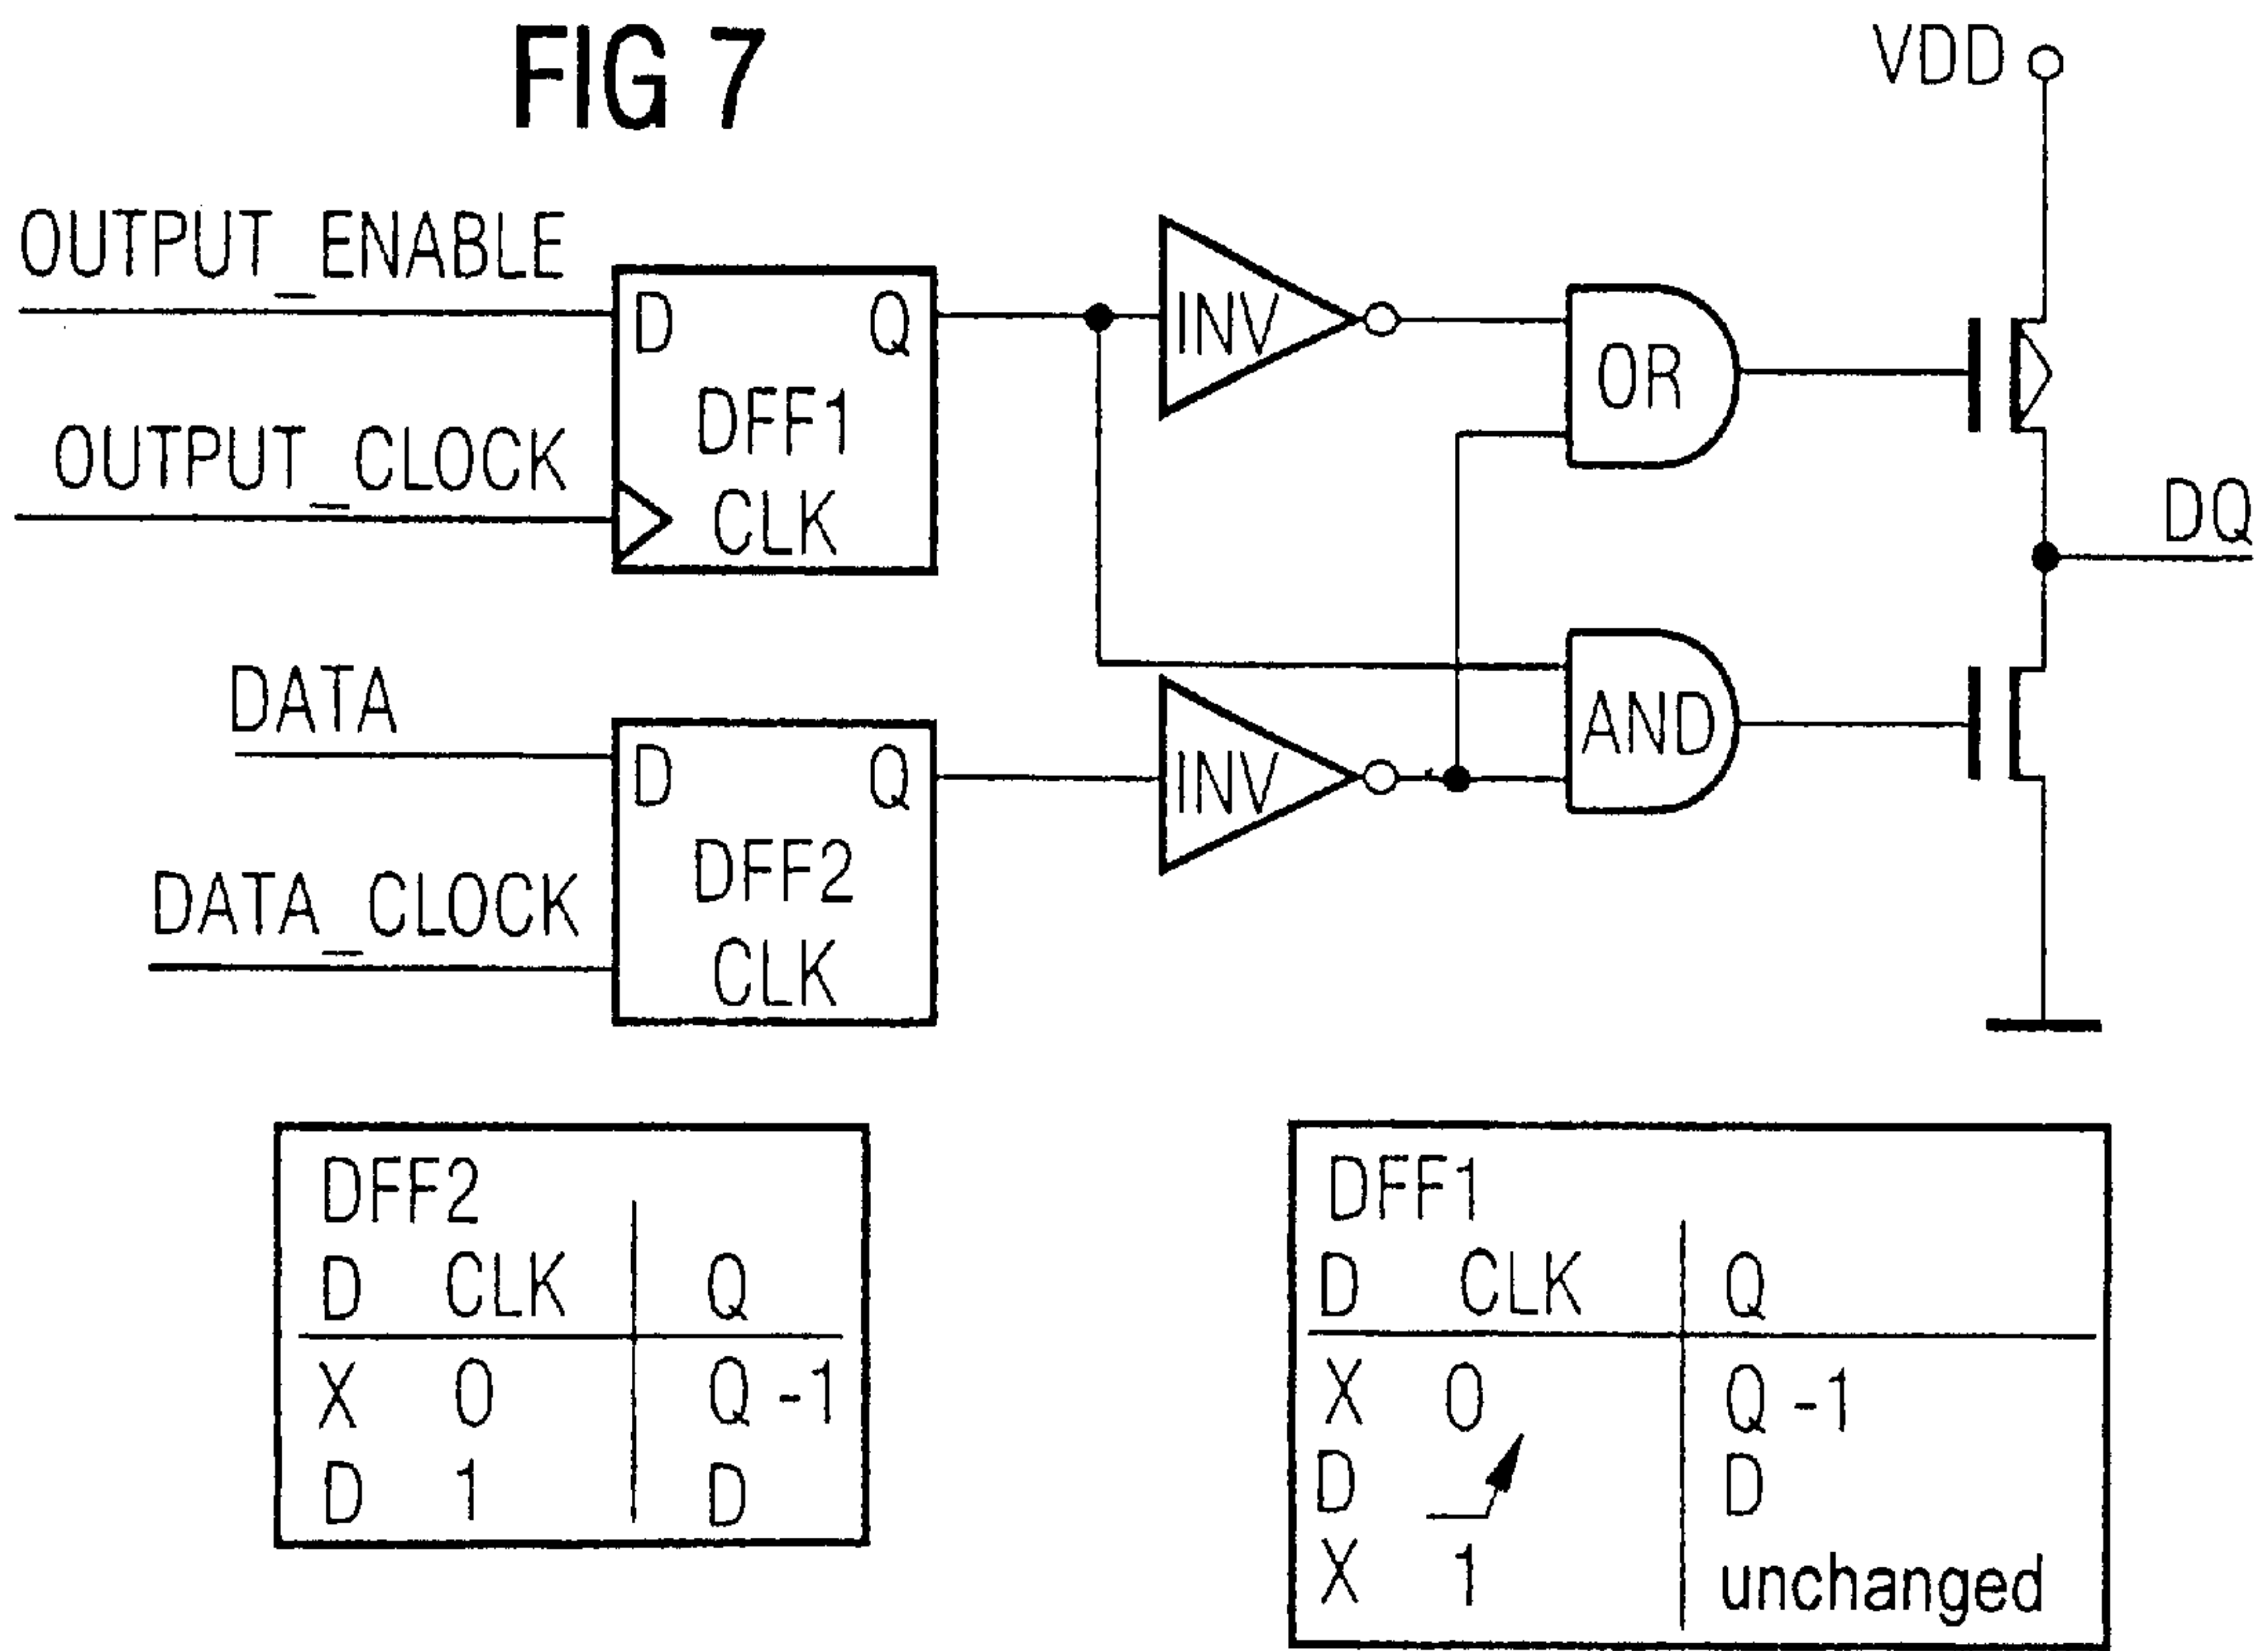 FIG 7
VDD
OUTPUT_ENABLE
D Q
INV
OR
DFF1
OUTPUT_CLOCK
CLK
DQ
DATA
D Q
INV
AND
DFF2
DATA_CLOCK
CLK
DFF2
D CLK Q
X 0 Q -1
D 1 D
DFF1
D CLK Q
X 0 Q -1
D D
X 1 unchanged